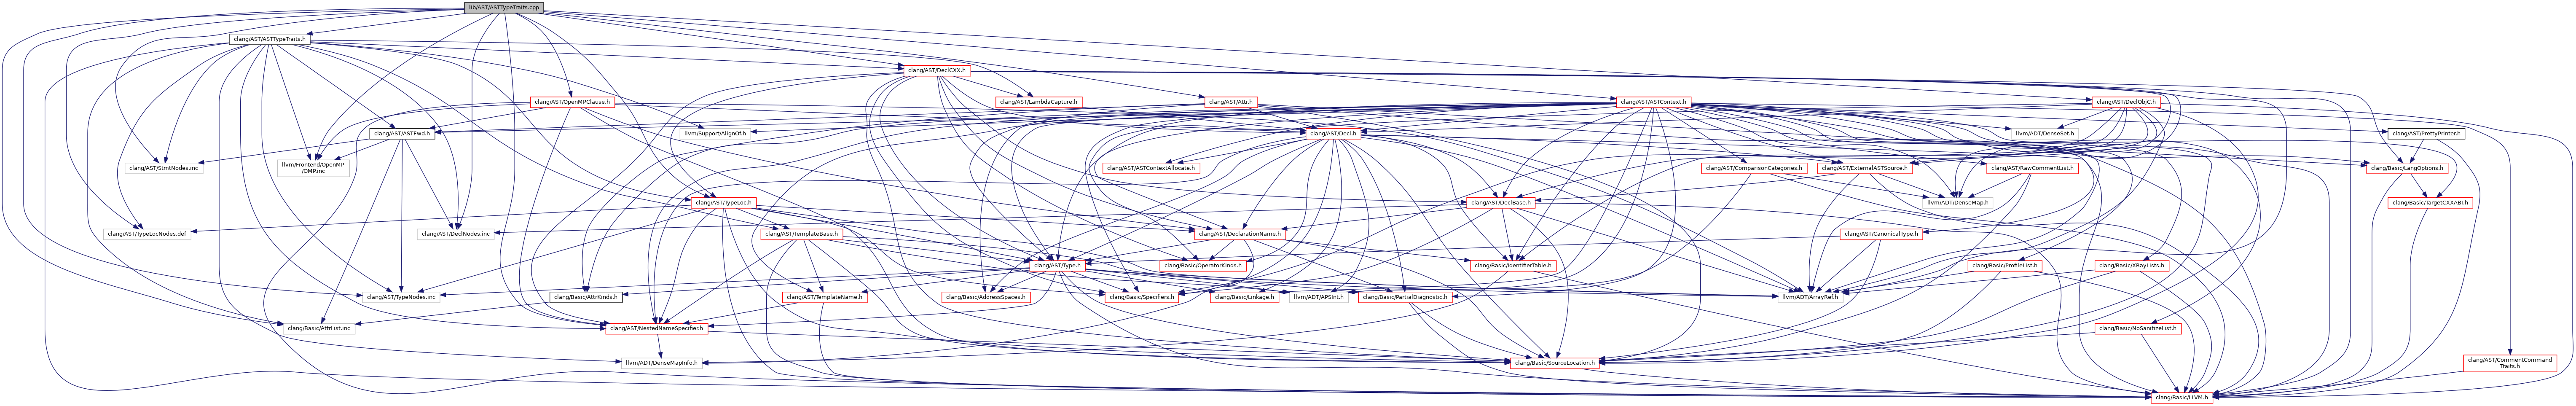 lib/AST/ASTTypeTraits.cpp
clang/AST/ASTTypeTraits.h
clang/AST/DeclCXX.h
clang/AST/OpenMPClause.h
clang/AST/LambdaCapture.h
clang/AST/Attr.h
clang/AST/ASTContext.h
clang/AST/DeclObjC.h
clang/AST/ASTFwd.h
llvm/Support/AlignOf.h
clang/AST/Decl.h
llvm/ADT/DenseSet.h
clang/AST/PrettyPrinter.h
clang/AST/StmtNodes.inc
llvm/Frontend/OpenMP
/OMP.inc
clang/AST/ASTContextAllocate.h
clang/AST/ComparisonCategories.h
clang/AST/ExternalASTSource.h
clang/AST/RawCommentList.h
clang/Basic/LangOptions.h
clang/AST/TypeLoc.h
clang/AST/DeclBase.h
llvm/ADT/DenseMap.h
clang/Basic/TargetCXXABI.h
clang/AST/TypeLocNodes.def
clang/AST/DeclNodes.inc
clang/AST/TemplateBase.h
clang/AST/DeclarationName.h
clang/AST/CanonicalType.h
clang/AST/Type.h
clang/Basic/OperatorKinds.h
clang/Basic/IdentifierTable.h
clang/Basic/ProfileList.h
clang/Basic/XRayLists.h
clang/AST/TypeNodes.inc
clang/Basic/AttrKinds.h
clang/AST/TemplateName.h
clang/Basic/AddressSpaces.h
clang/Basic/Specifiers.h
clang/Basic/Linkage.h
llvm/ADT/APSInt.h
clang/Basic/PartialDiagnostic.h
llvm/ADT/ArrayRef.h
clang/Basic/AttrList.inc
clang/AST/NestedNameSpecifier.h
clang/Basic/NoSanitizeList.h
llvm/ADT/DenseMapInfo.h
clang/Basic/SourceLocation.h
clang/AST/CommentCommand
Traits.h
clang/Basic/LLVM.h